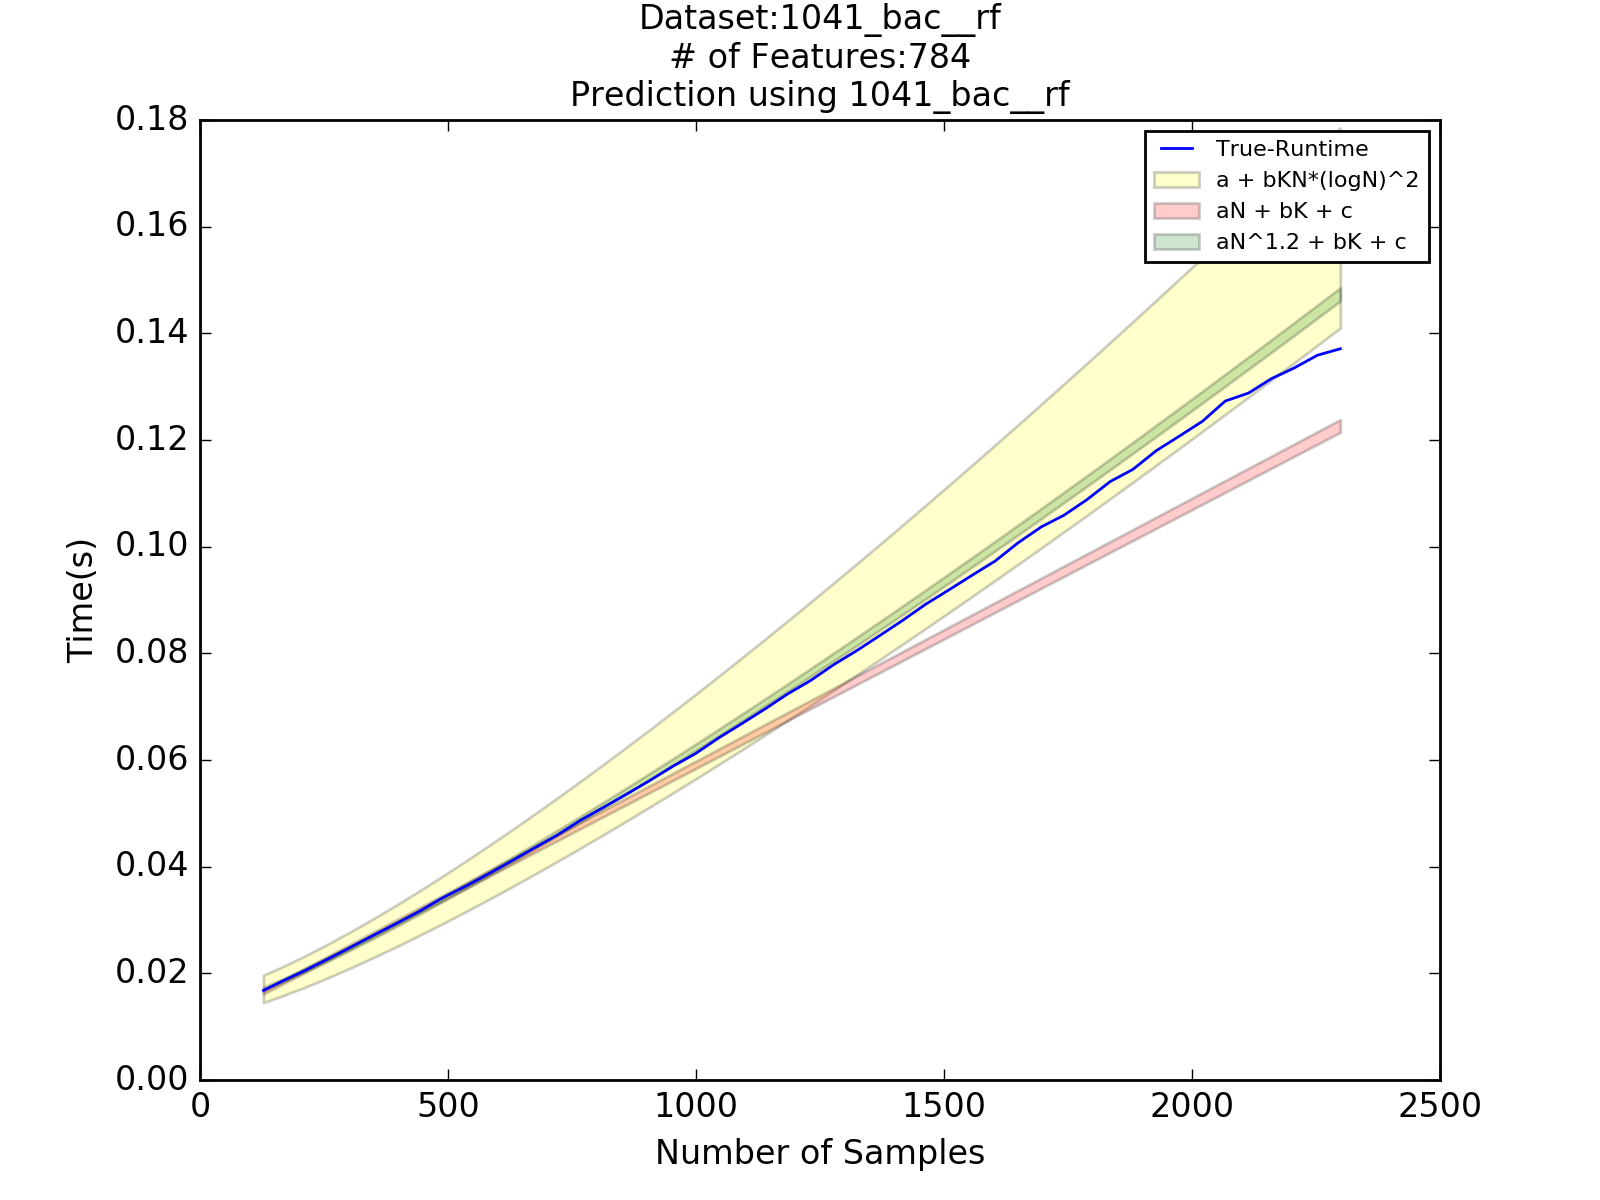 Dataset:1041_bac__rf
# of Features:784
Prediction using 1041_bac__rf
0.18
0.16
0.14
0.12
0.10
0.08
0.06
0.04
0.02
0.00
Time(s)
True-Runtime
a + bKN*(logN)^2
aN + bK + c
aN^1.2 + bK + c
0
500
1000
1500
2000
2500
Number of Samples